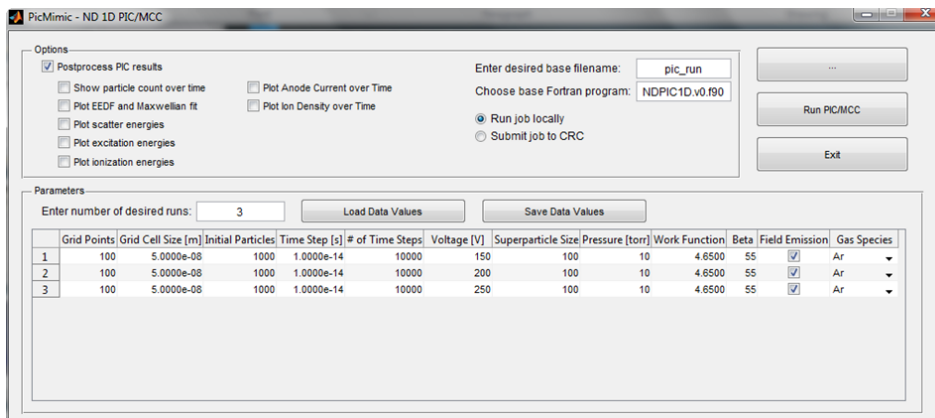 PicMimic - ND 1D PIC/MCC
Options
Postprocess PIC results
Show particle count over time
Plot EEDF and Maxwellian fit
Plot scatter energies
Plot excitation energies
Plot ionization energies
Plot Anode Current over Time
Plot Ion Density over Time
Enter desired base filename: pic_run
Choose base Fortran program: NDPIC1D.v0.f90
Run job locally
Submit job to CRC
...
Run PIC/MCC
Exit
Parameters
Enter number of desired runs: 3 Load Data Values Save Data Values
Grid Points Grid Cell Size [m] Initial Particles Time Step [s] # of Time Steps Voltage [V] Superparticle Size Pressure [torr] Work Function Beta Field Emission Gas Species
1 100 5.0000e-08 1000 1.0000e-14 10000 150 100 10 4.6500 55 Ar
2 100 5.0000e-08 1000 1.0000e-14 10000 200 100 10 4.6500 55 Ar
3 100 5.0000e-08 1000 1.0000e-14 10000 250 100 10 4.6500 55 Ar